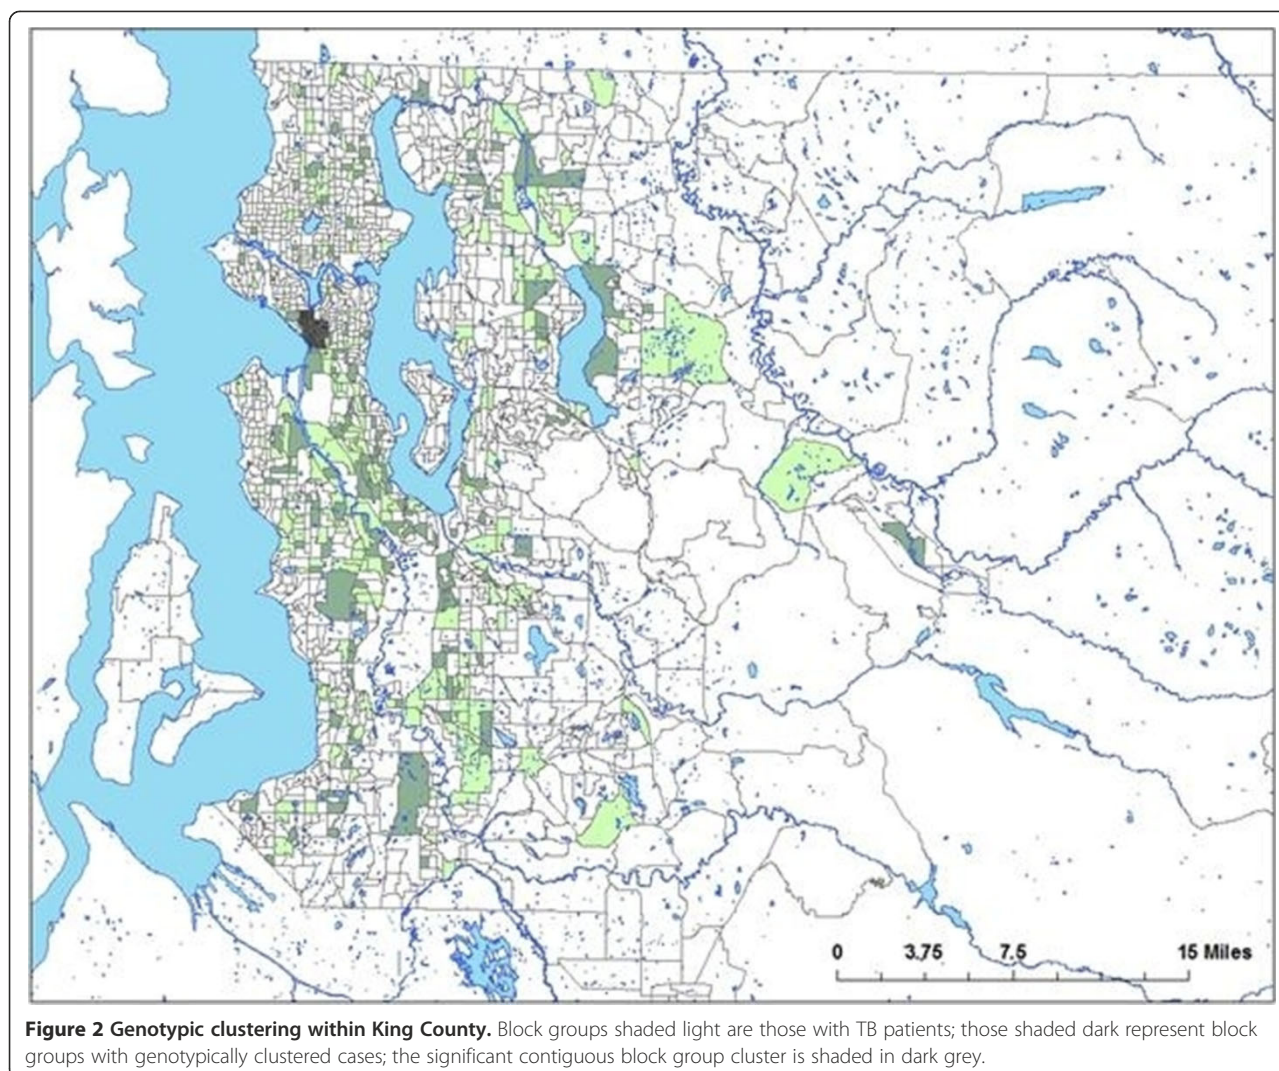 0 3.75 7.5 15 Miles
Figure 2 Genotypic clustering within King County. Block groups shaded light are those with TB patients; those shaded dark represent block
groups with genotypically clustered cases; the significant contiguous block group cluster is shaded in dark grey.